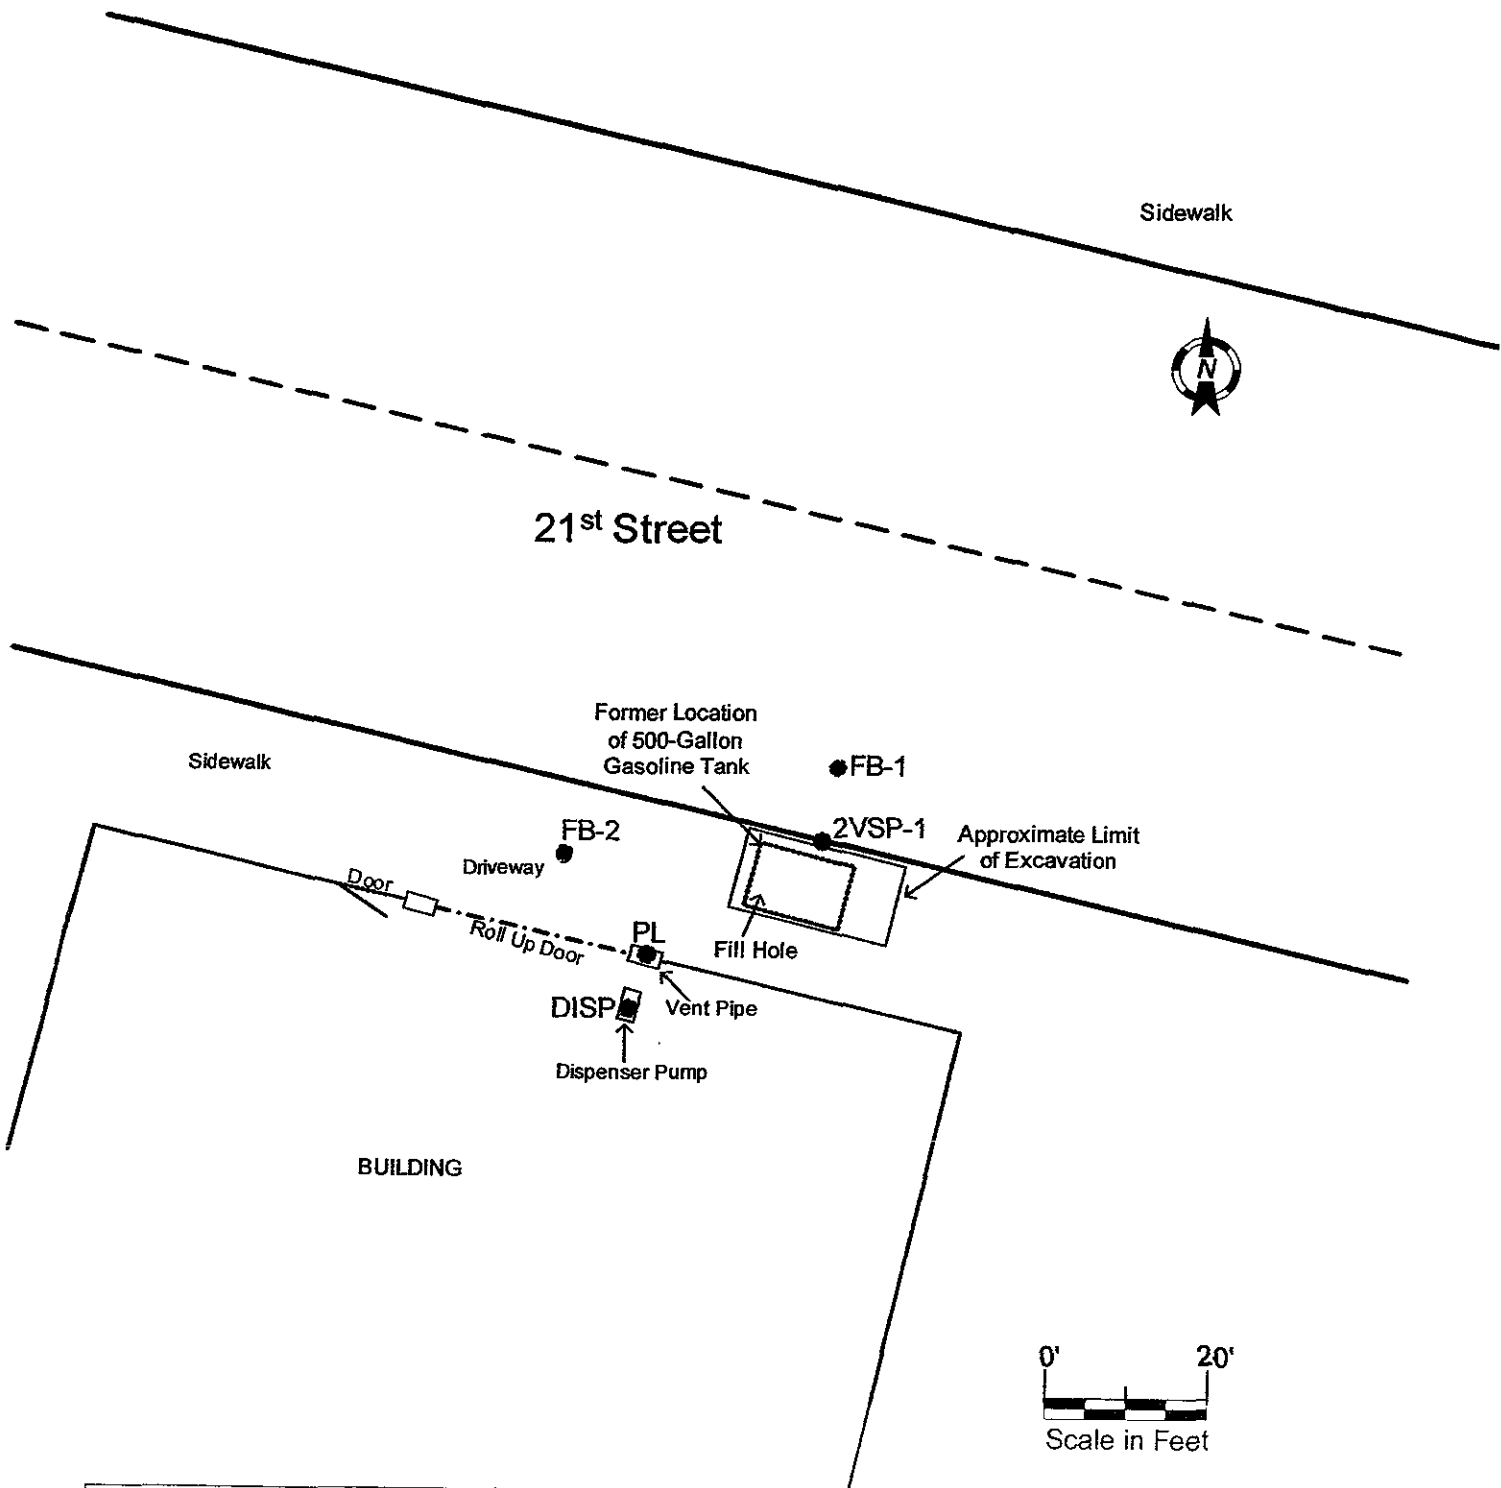 Sidewalk
N
21st Street
Former Location
of 500-Gallon
Gasoline Tank
FB-1
Sidewalk
2VSP-1
Approximate Limit
of Excavation
FB-2
Driveway
Door
Roll Up Door
PL
Fill Hole
DISP
Vent Pipe
Dispenser Pump
BUILDING
0' 20'
Scale in Feet